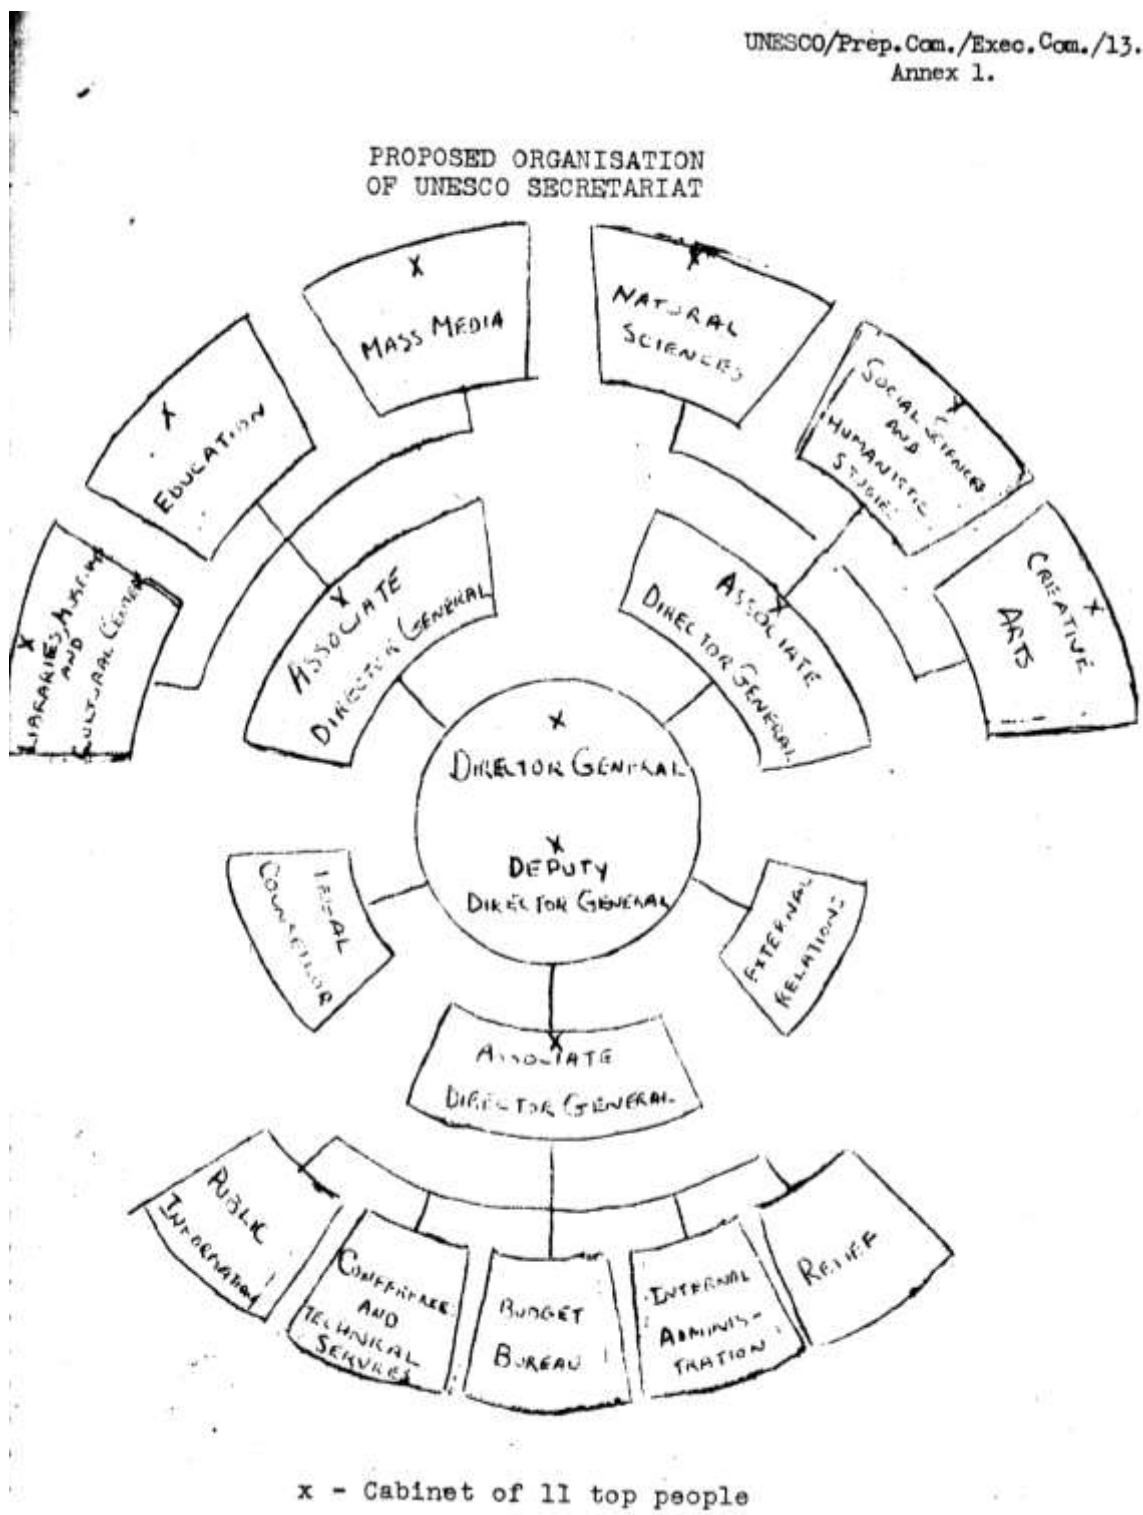 UNESCO/Prep.Com./Exec.Com./13.
Annex 1.
PROPOSED ORGANISATION
OF UNESCO SECRETARIAT
X
MASS MEDIA
X
NATURAL
SCIENCES
X
EDUCATION
X
SOCIAL SCIENCES
AND
HUMANISTIC
STUDIES
X
LIBRARIES, MUSEUMS
AND
CULTURAL CENTERS
X
CREATIVE
ARTS
X
ASSOCIATE
DIRECTOR GENERAL
X
ASSOCIATE
DIRECTOR GENERAL
X
DIRECTOR GENERAL
X
DEPUTY
DIRECTOR GENERAL
LEGAL
COUNSELLOR
EXTERNAL
RELATIONS
X
ASSOCIATE
DIRECTOR GENERAL
PUBLIC
INFORMATION
CONFERENCE
AND
TECHNICAL
SERVICES
BUDGET
BUREAU
INTERNAL
ADMINIS-
TRATION
RELIEF
x - Cabinet of 11 top people